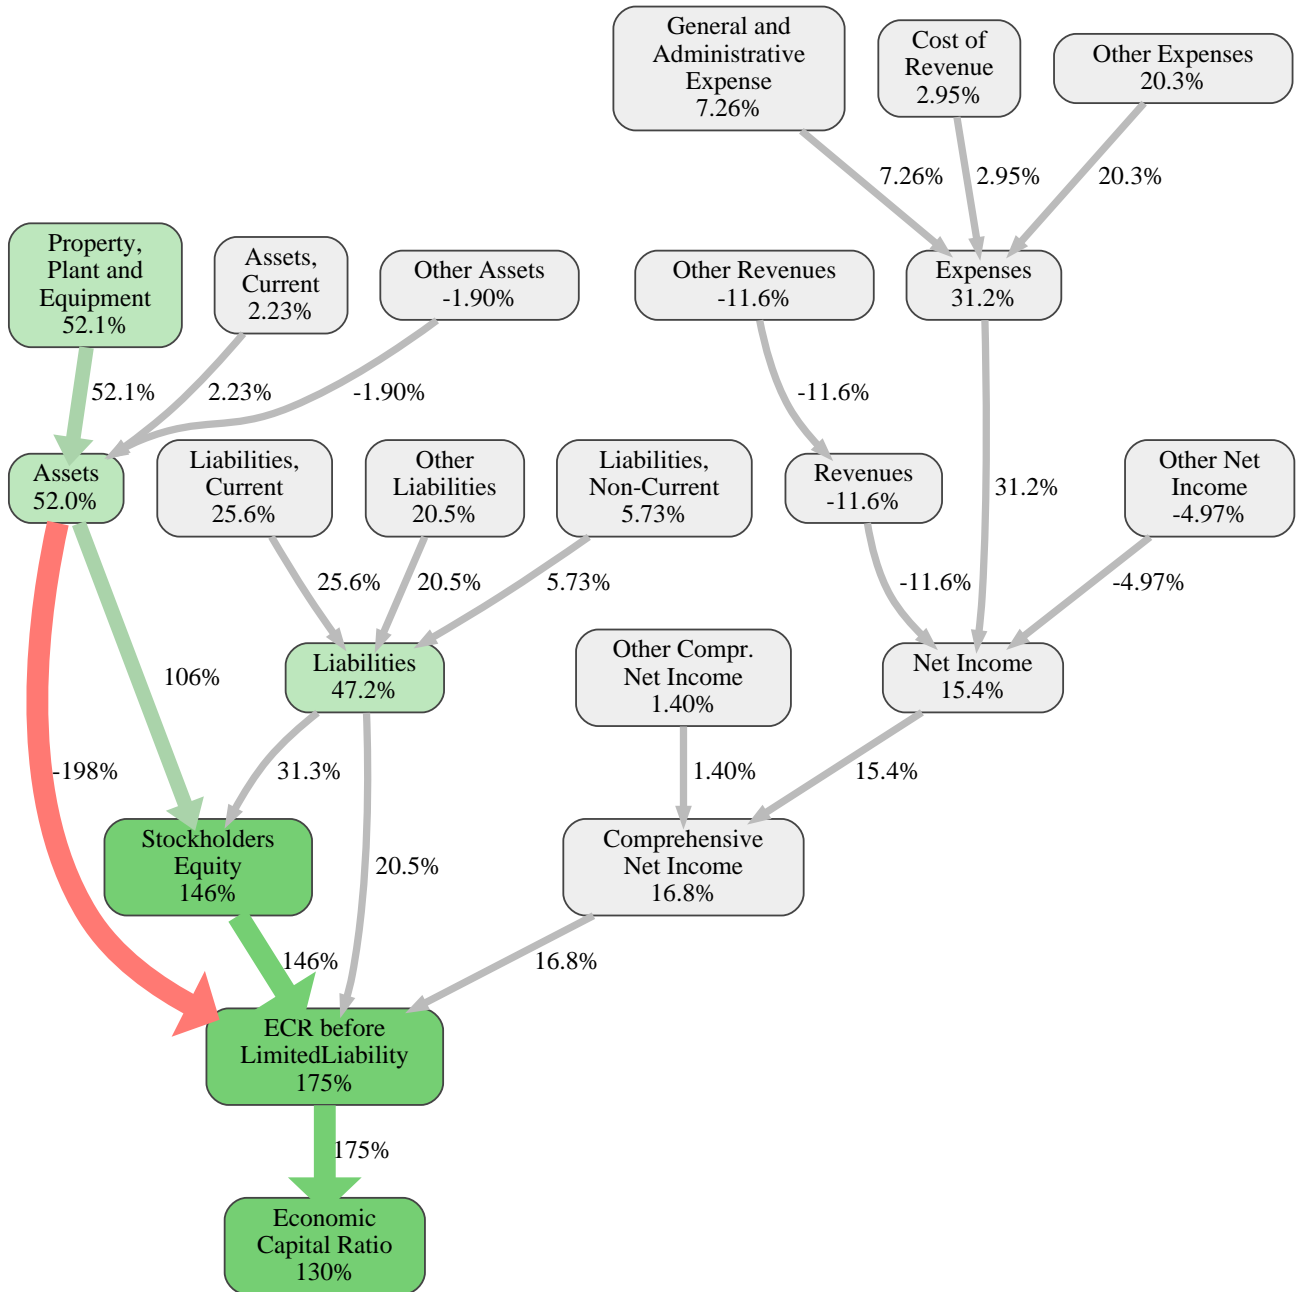 General and
Administrative
Expense
7.26%
Cost of
Revenue
2.95%
Other Expenses
20.3%
7.26%
2.95%
20.3%
Property,
Plant and
Equipment
52.1%
Assets,
Current
2.23%
Other Assets
-1.90%
Other Revenues
-11.6%
Expenses
31.2%
52.1%
2.23%
-1.90%
-11.6%
Assets
52.0%
Liabilities,
Current
25.6%
Other
Liabilities
20.5%
Liabilities,
Non-Current
5.73%
Revenues
-11.6%
31.2%
Other Net
Income
-4.97%
25.6%
20.5%
5.73%
-11.6%
-4.97%
106%
Liabilities
47.2%
Other Compr.
Net Income
1.40%
Net Income
15.4%
-198%
31.3%
1.40%
15.4%
Stockholders
Equity
146%
20.5%
Comprehensive
Net Income
16.8%
146%
16.8%
ECR before
LimitedLiability
175%
175%
Economic
Capital Ratio
130%